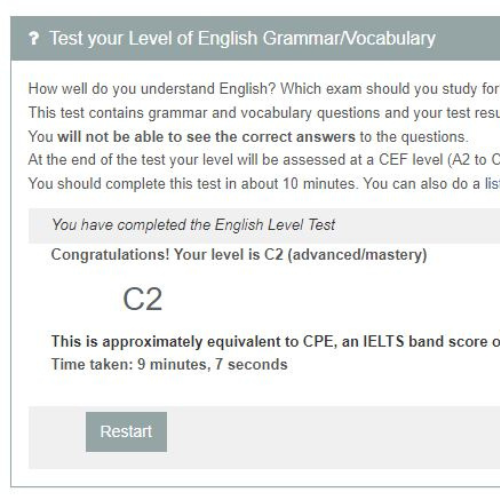 ? Test your Level of English Grammar/Vocabulary
How well do you understand English? Which exam should you study for
This test contains grammar and vocabulary questions and your test resu
You will not be able to see the correct answers to the questions.
At the end of the test your level will be assessed at a CEF level (A2 to C
You should complete this test in about 10 minutes. You can also do a lis
You have completed the English Level Test
Congratulations! Your level is C2 (advanced/mastery)
C2
This is approximately equivalent to CPE, an IELTS band score o
Time taken: 9 minutes, 7 seconds
Restart